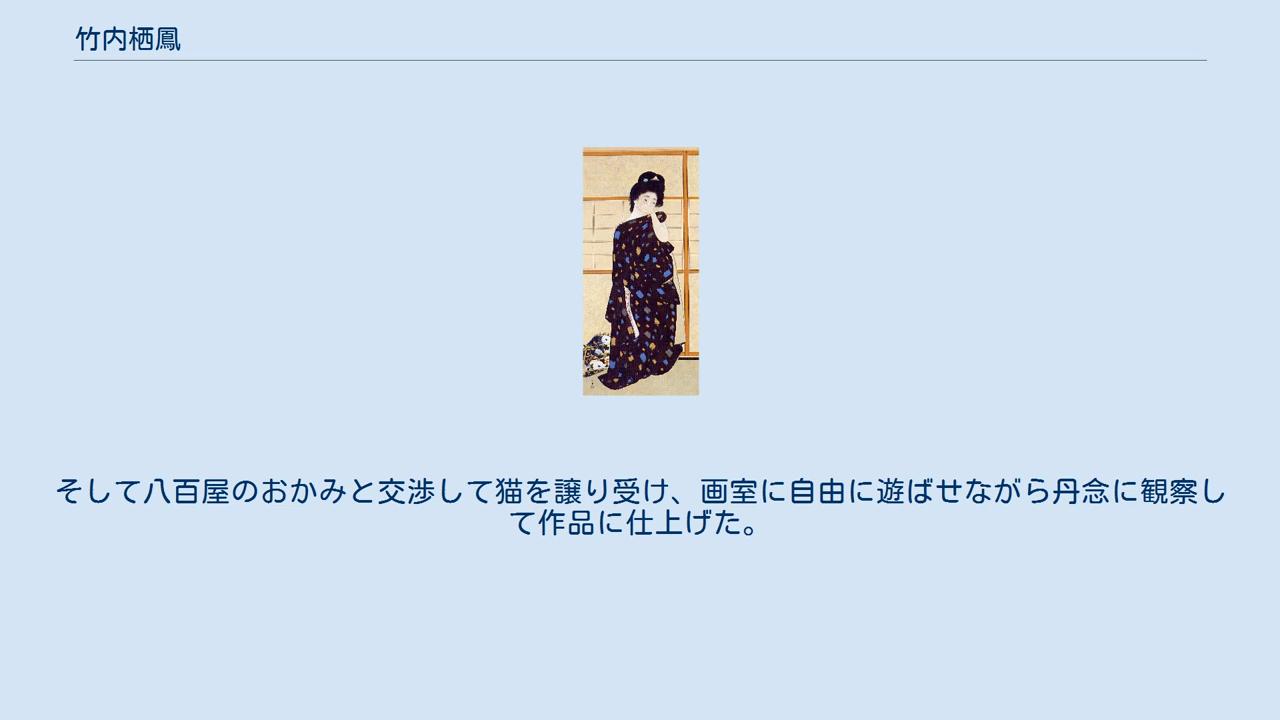 竹内栖鳳
そして八百屋のおかみと交渉して猫を譲り受け、画室に自由に遊ばせながら丹念に観察し
て作品に仕上げた。